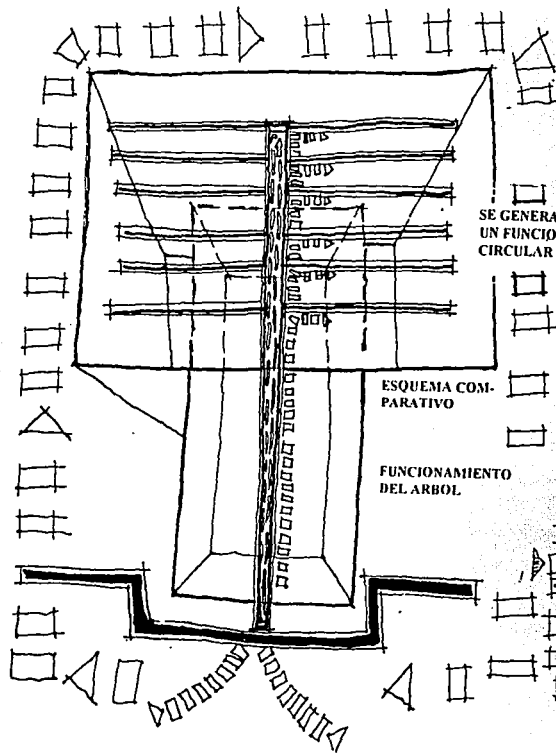 SE GENERA
UN FUNCIO
CIRCULAR
ESQUEMA COM-
PARATIVO
FUNCIONAMIENTO
DEL ARBOL